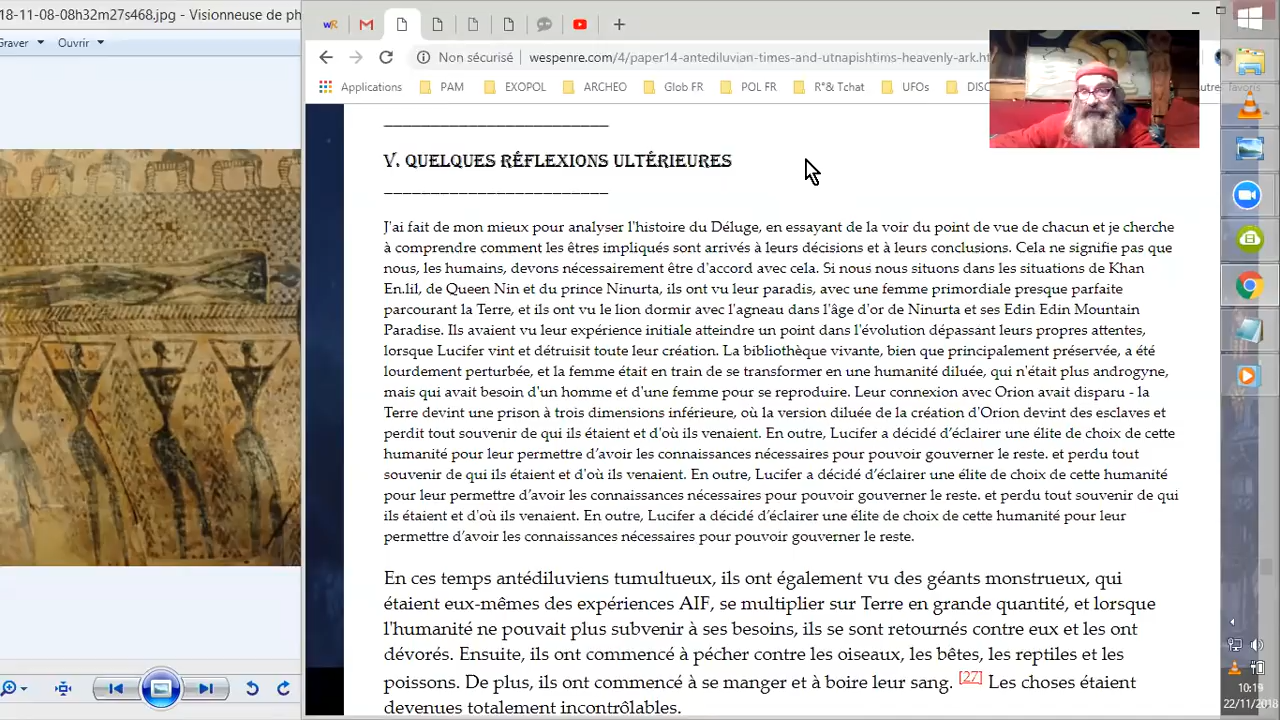 8-11-08-08h32m27s468.jpg - Visionneuse de ph
Graver Ouvrir
Non sécurisé wespenre.com/4/paper14-antediluvian-times-and-utnapishtims-heavenly-ark.ht
Applications PAM EXOPOL ARCHEO Glob FR POL FR R°& Tchat UFOs DISC autres favoris
V. QUELQUES RÉFLEXIONS ULTÉRIEURES
J'ai fait de mon mieux pour analyser l'histoire du Déluge, en essayant de la voir du point de vue de chacun et je cherche
à comprendre comment les êtres impliqués sont arrivés à leurs décisions et à leurs conclusions. Cela ne signifie pas que
nous, les humains, devons nécessairement être d'accord avec cela. Si nous nous situons dans les situations de Khan
En.lil, de Queen Nin et du prince Ninurta, ils ont vu leur paradis, avec une femme primordiale presque parfaite
parcourant la Terre, et ils ont vu le lion dormir avec l'agneau dans l'âge d'or de Ninurta et ses Edin Edin Mountain
Paradise. Ils avaient vu leur expérience initiale atteindre un point dans l'évolution dépassant leurs propres attentes,
lorsque Lucifer vint et détruisit toute leur création. La bibliothèque vivante, bien que principalement préservée, a été
lourdement perturbée, et la femme était en train de se transformer en une humanité diluée, qui n'était plus androgyne,
mais qui avait besoin d'un homme et d'une femme pour se reproduire. Leur connexion avec Orion avait disparu - la
Terre devint une prison à trois dimensions inférieure, où la version diluée de la création d'Orion devint des esclaves et
perdit tout souvenir de qui ils étaient et d'où ils venaient. En outre, Lucifer a décidé d'éclairer une élite de choix de cette
humanité pour leur permettre d'avoir les connaissances nécessaires pour pouvoir gouverner le reste. et perdu tout
souvenir de qui ils étaient et d'où ils venaient. En outre, Lucifer a décidé d'éclairer une élite de choix de cette humanité
pour leur permettre d'avoir les connaissances nécessaires pour pouvoir gouverner le reste. et perdu tout souvenir de qui
ils étaient et d'où ils venaient. En outre, Lucifer a décidé d'éclairer une élite de choix de cette humanité pour leur
permettre d'avoir les connaissances nécessaires pour pouvoir gouverner le reste.
En ces temps antédiluviens tumultueux, ils ont également vu des géants monstrueux, qui
étaient eux-mêmes des expériences AIF, se multiplier sur Terre en grande quantité, et lorsque
l'humanité ne pouvait plus subvenir à ses besoins, ils se sont retournés contre eux et les ont
dévorés. Ensuite, ils ont commencé à pécher contre les oiseaux, les bêtes, les reptiles et les
poissons. De plus, ils ont commencé à se manger et à boire leur sang. [27] Les choses étaient
devenues totalement incontrôlables.
10:19
22/11/2018